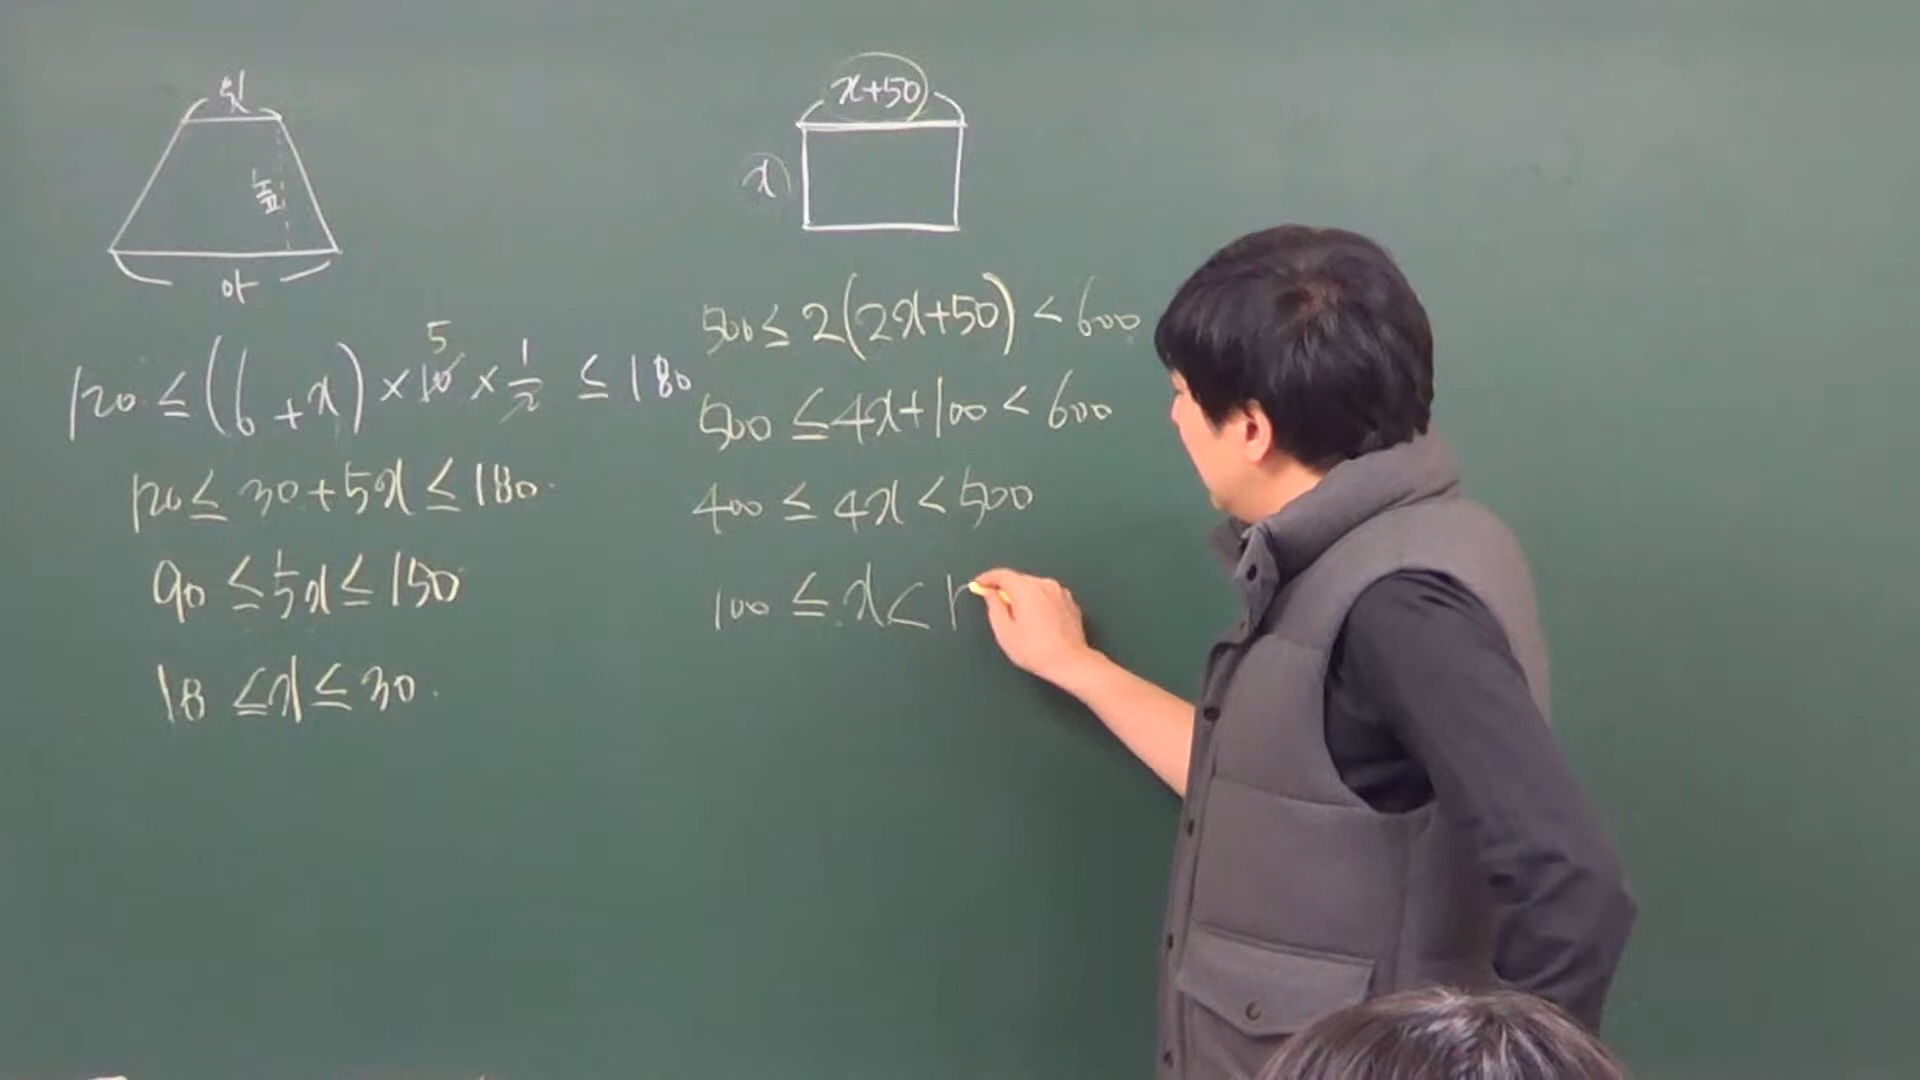 윗
높이
아
120 ≤ (6 + x) × 10 × 1/2 ≤ 180
5
120 ≤ 30 + 5x ≤ 180.
90 ≤ 5x ≤ 150
18 ≤ x ≤ 30.
x+50
x
500 ≤ 2(2x+50) < 600
500 ≤ 4x+100 < 600
400 ≤ 4x < 500
100 ≤ x < 1